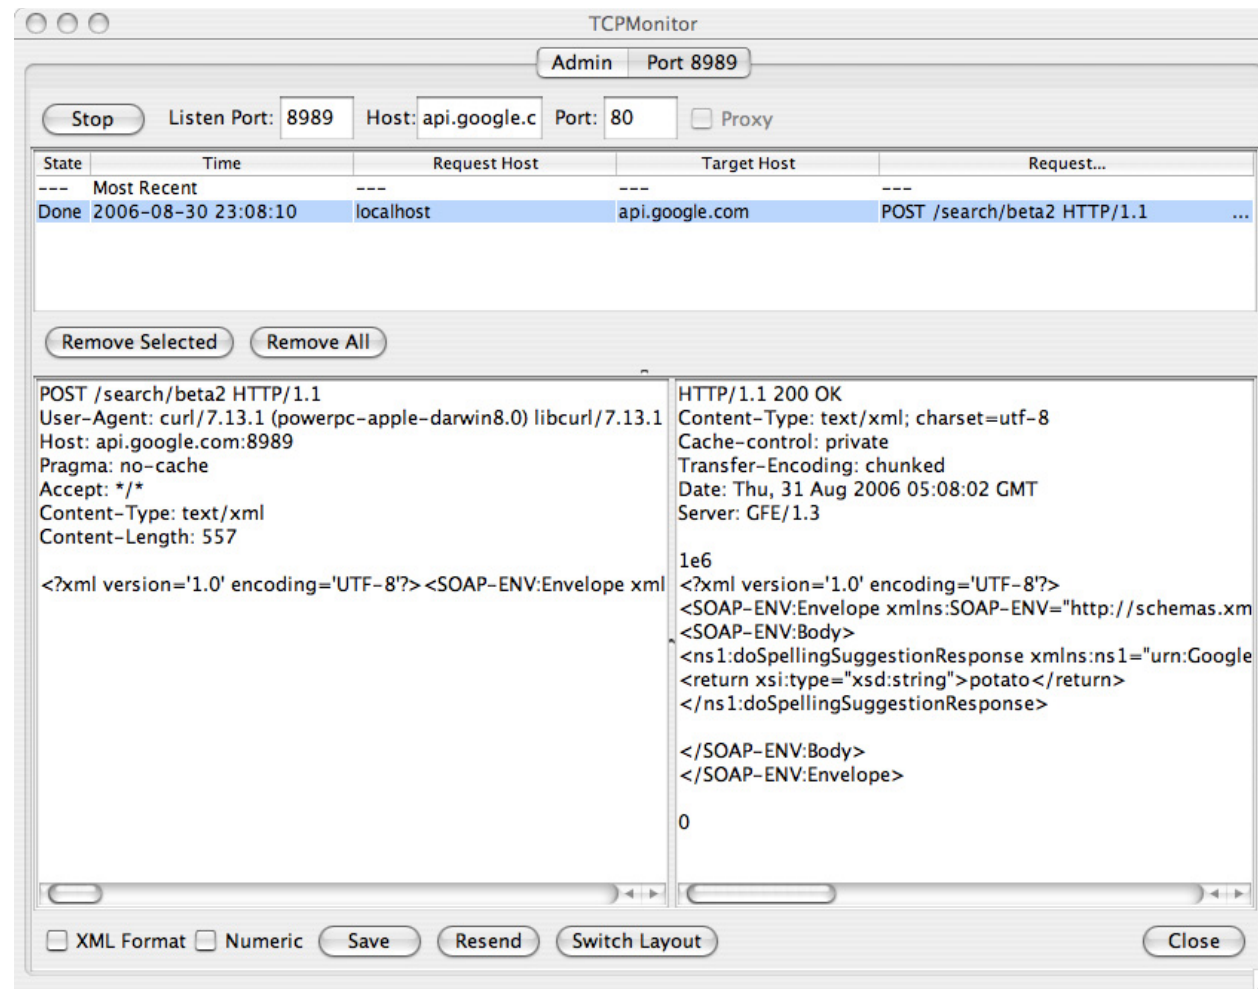 TCPMonitor
Admin Port 8989
Stop Listen Port: 8989 Host: api.google.c Port: 80 Proxy
State Time Request Host Target Host Request...
--- Most Recent --- --- ---
Done 2006-08-30 23:08:10 localhost api.google.com POST /search/beta2 HTTP/1.1 ...
Remove Selected Remove All
POST /search/beta2 HTTP/1.1
User-Agent: curl/7.13.1 (powerpc-apple-darwin8.0) libcurl/7.13.1
Host: api.google.com:8989
Pragma: no-cache
Accept: */*
Content-Type: text/xml
Content-Length: 557
<?xml version='1.0' encoding='UTF-8'?><SOAP-ENV:Envelope xml
HTTP/1.1 200 OK
Content-Type: text/xml; charset=utf-8
Cache-control: private
Transfer-Encoding: chunked
Date: Thu, 31 Aug 2006 05:08:02 GMT
Server: GFE/1.3
1e6
<?xml version='1.0' encoding='UTF-8'?>
<SOAP-ENV:Envelope xmlns:SOAP-ENV="http://schemas.xm
<SOAP-ENV:Body>
<ns1:doSpellingSuggestionResponse xmlns:ns1="urn:Google
<return xsi:type="xsd:string">potato</return>
</ns1:doSpellingSuggestionResponse>
</SOAP-ENV:Body>
</SOAP-ENV:Envelope>
0
XML Format Numeric Save Resend Switch Layout Close